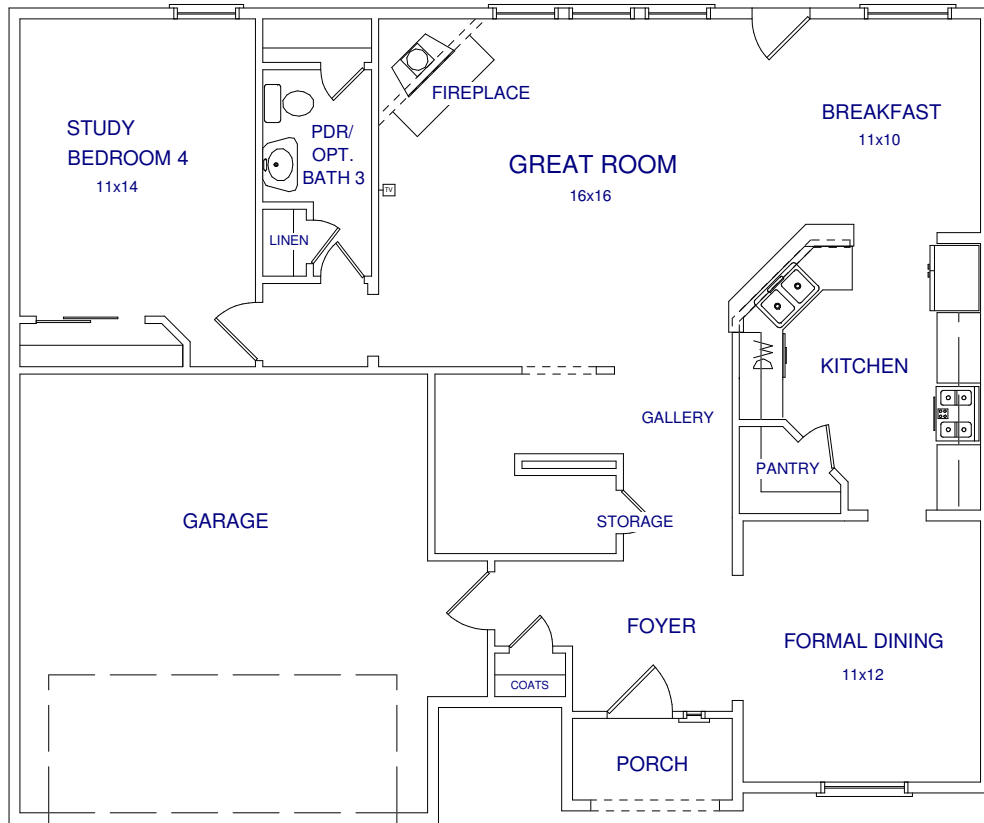 FIREPLACE
BREAKFAST
11x10
STUDY
BEDROOM 4
11x14
PDR/
OPT.
BATH 3
GREAT ROOM
16x16
TV
LINEN
DW
KITCHEN
GALLERY
PANTRY
GARAGE
STORAGE
FOYER
FORMAL DINING
11x12
COATS
PORCH